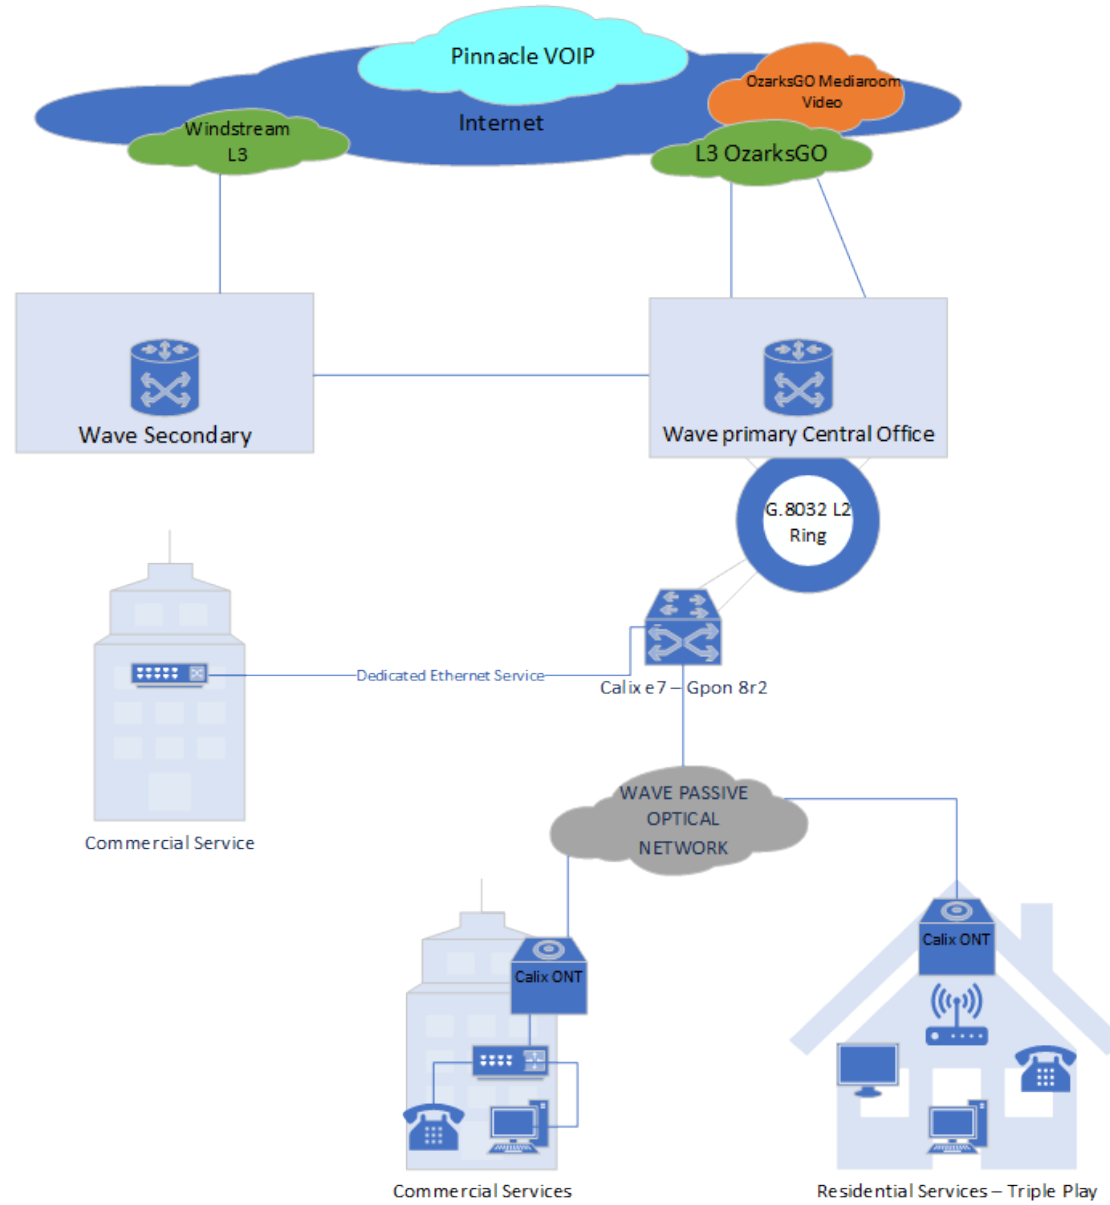 Pinnacle VOIP
OzarksGO Mediaroom
Video
Internet
Windstream
L3
L3 OzarksGO
Wave Secondary
Wave primary Central Office
G.8032 L2
Ring
Dedicated Ethernet Service
Calix e7 – Gpon 8r2
WAVE PASSIVE
OPTICAL
NETWORK
Commercial Service
Calix ONT
Calix ONT
Commercial Services
Residential Services – Triple Play